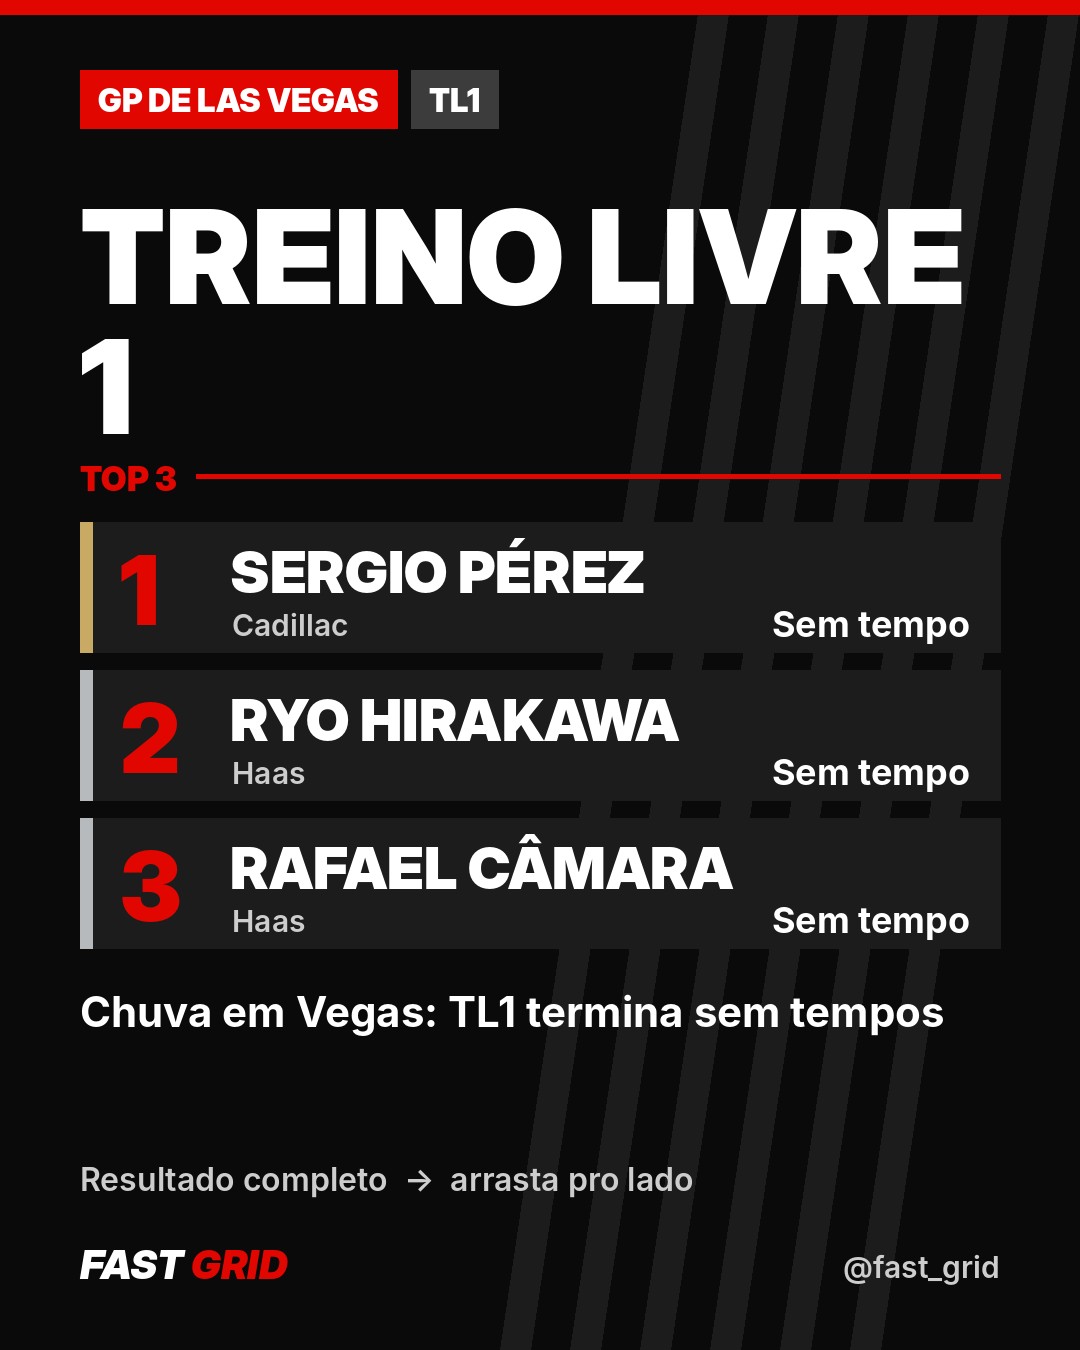 GP DE LAS VEGAS TL1
TREINO LIVRE
1
TOP 3
1 SERGIO PÉREZ
Cadillac Sem tempo
2 RYO HIRAKAWA
Haas Sem tempo
3 RAFAEL CÂMARA
Haas Sem tempo
Chuva em Vegas: TL1 termina sem tempos
Resultado completo → arrasta pro lado
FAST GRID @fast_grid